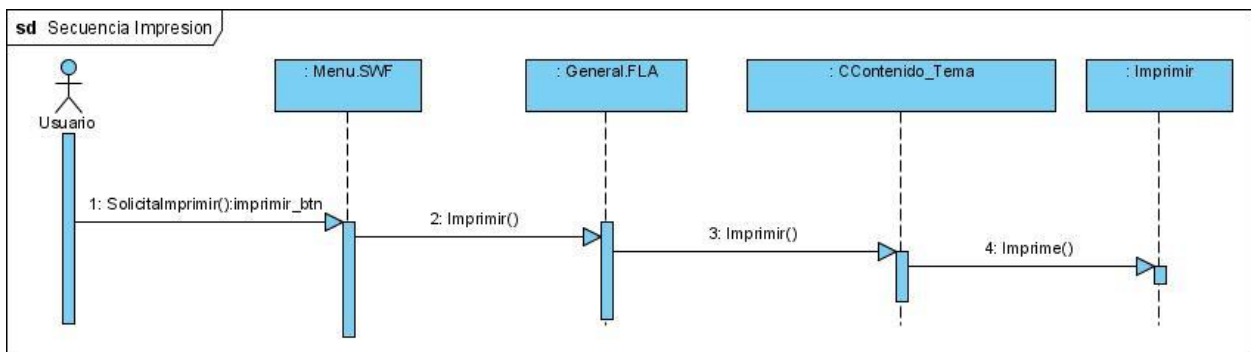 sd Secuencia Impresion
: Menu.SWF
: General.FLA
: CContenido_Tema
: Imprimir
Usuario
1: SolicitaImprimir():imprimir_btn
2: Imprimir()
3: Imprimir()
4: Imprime()